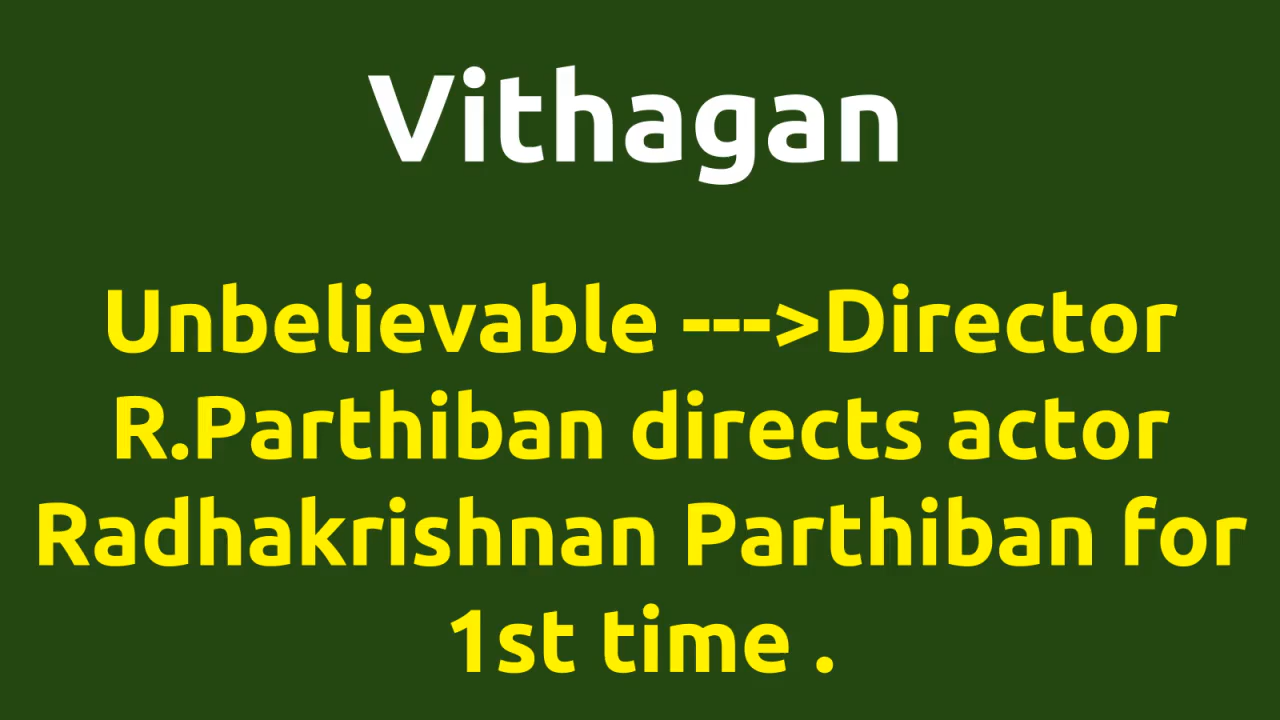 Vithagan
Unbelievable --->Director
R.Parthiban directs actor
Radhakrishnan Parthiban for
1st time .